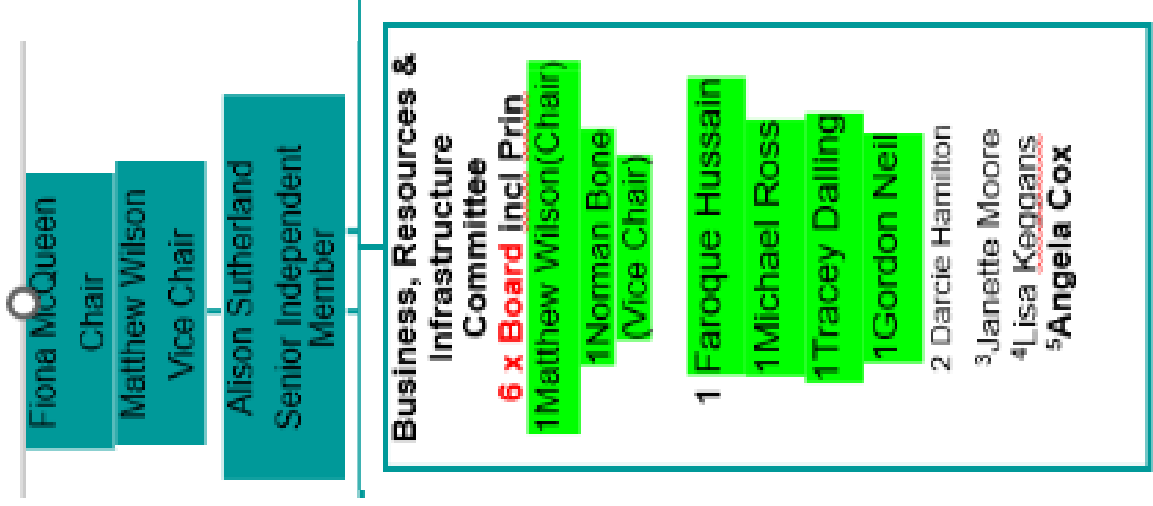 Fiona McQueen
Chair
Matthew Wilson
Vice Chair
Alison Sutherland
Senior Independent
Member
Business, Resources &
Infrastructure
Committee
6 x Board incl Prin
1Matthew Wilson(Chair)
1Norman Bone
(Vice Chair)
1 Faroque Hussain
1Michael Ross
1Tracey Dalling
1Gordon Neil
2 Darcie Hamilton
³Janette Moore
⁴Lisa Keggans
⁵Angela Cox